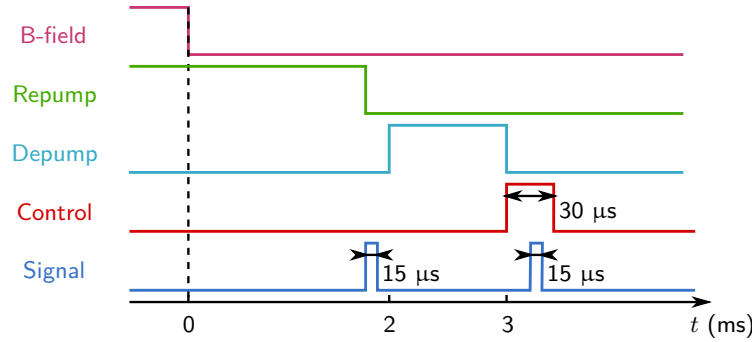 B-field
Repump
Depump
Control
30 μs
Signal
15 μs
15 μs
0
2
3
t (ms)